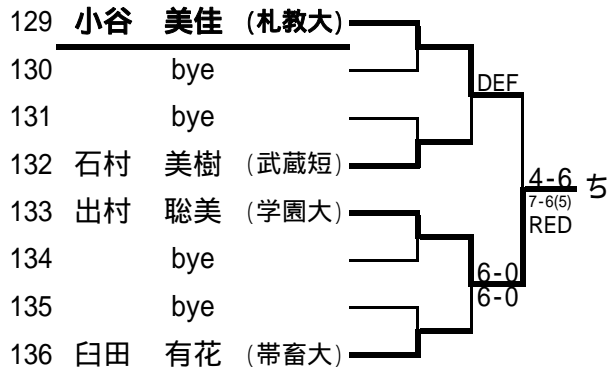 129 小谷 美佳 (札教大)
130 bye
DEF
131 bye
132 石村 美樹 (武蔵短)
4-6 ち
7-6(5)
133 出村 聡美 (学園大)
RED
134 bye
6-0
6-0
135 bye
136 臼田 有花 (帯畜大)